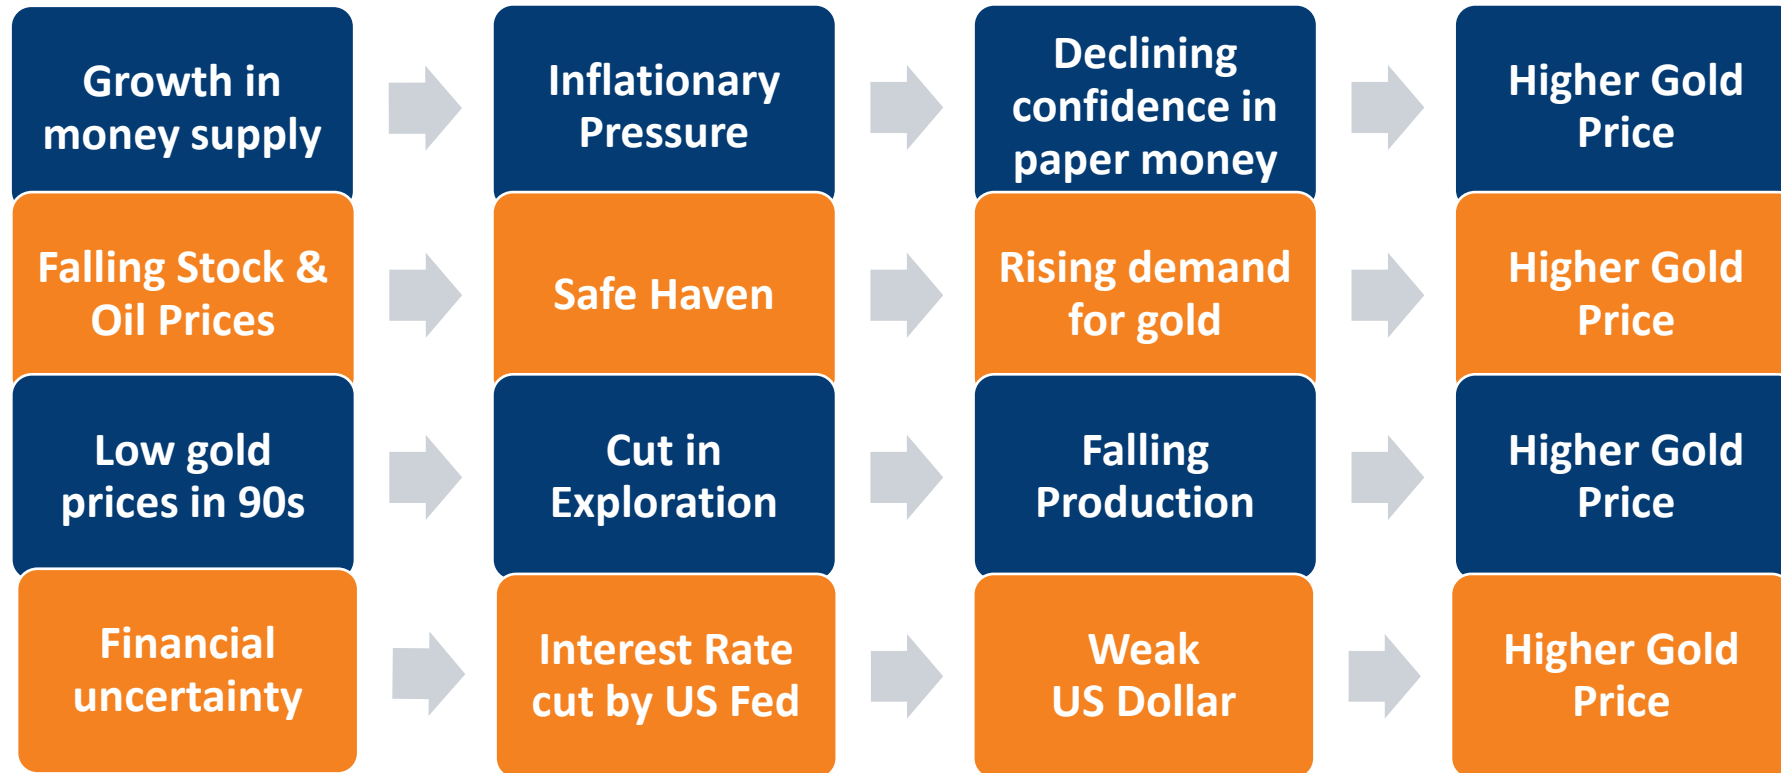 Growth in
money supply
Inflationary
Pressure
Declining
confidence in
paper money
Higher Gold
Price
Falling Stock &
Oil Prices
Safe Haven
Rising demand
for gold
Higher Gold
Price
Low gold
prices in 90s
Cut in
Exploration
Falling
Production
Higher Gold
Price
Financial
uncertainty
Interest Rate
cut by US Fed
Weak
US Dollar
Higher Gold
Price